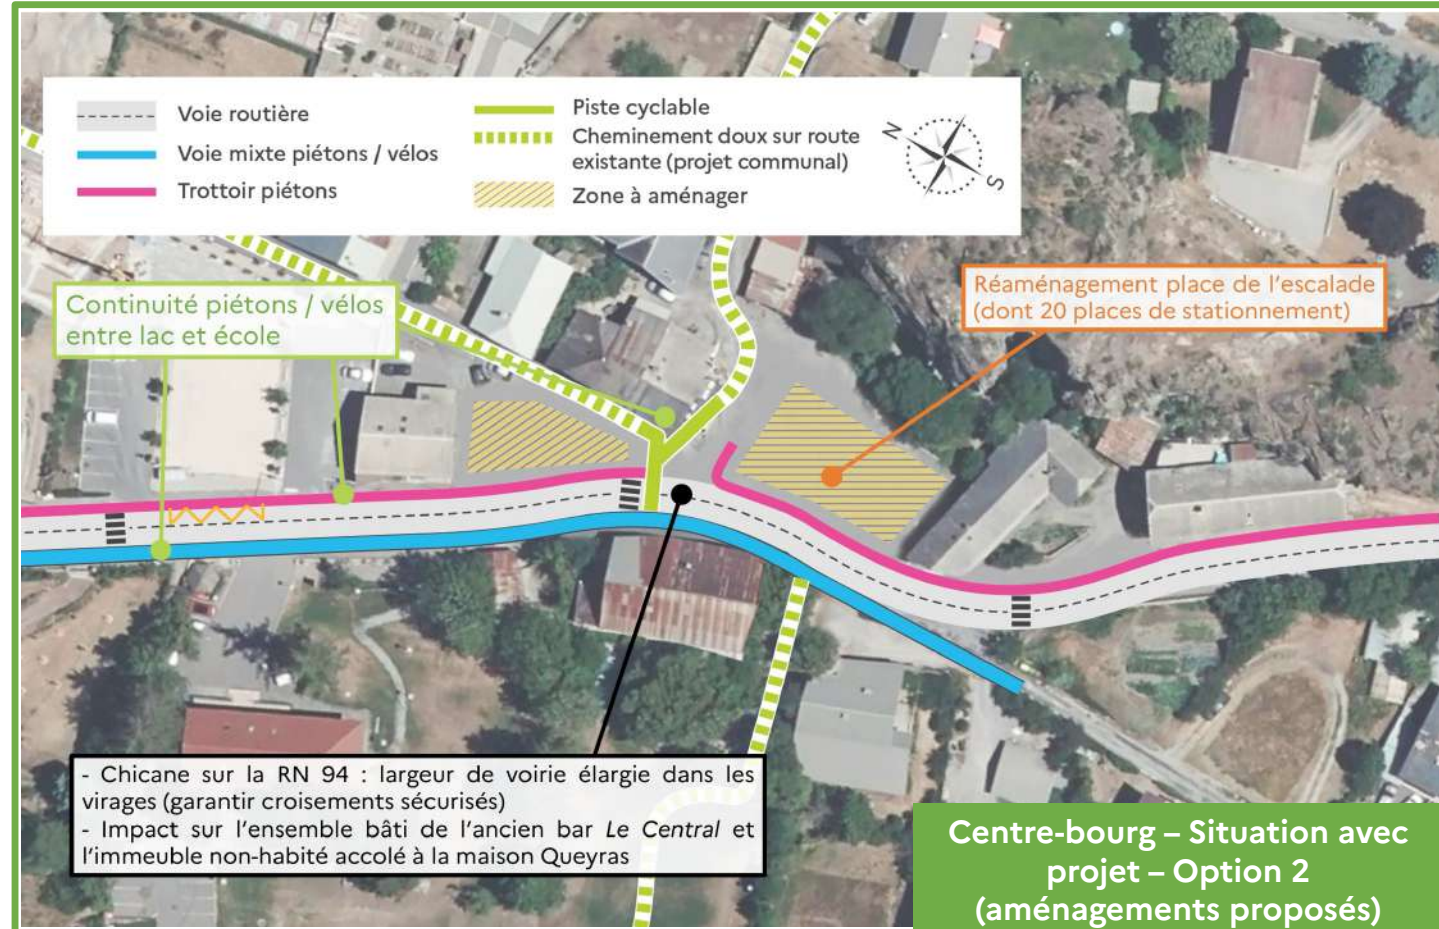 Voie routière
Voie mixte piétons / vélos
Trottoir piétons
Piste cyclable
Cheminement doux sur route
existante (projet communal)
Zone à aménager
N
S
Continuité piétons / vélos
entre lac et école
Réaménagement place de l'escalade
(dont 20 places de stationnement)
- Chicane sur la RN 94 : largeur de voirie élargie dans les
virages (garantir croisements sécurisés)
- Impact sur l'ensemble bâti de l'ancien bar Le Central et
l'immeuble non-habité accolé à la maison Queyras
Centre-bourg – Situation avec
projet – Option 2
(aménagements proposés)